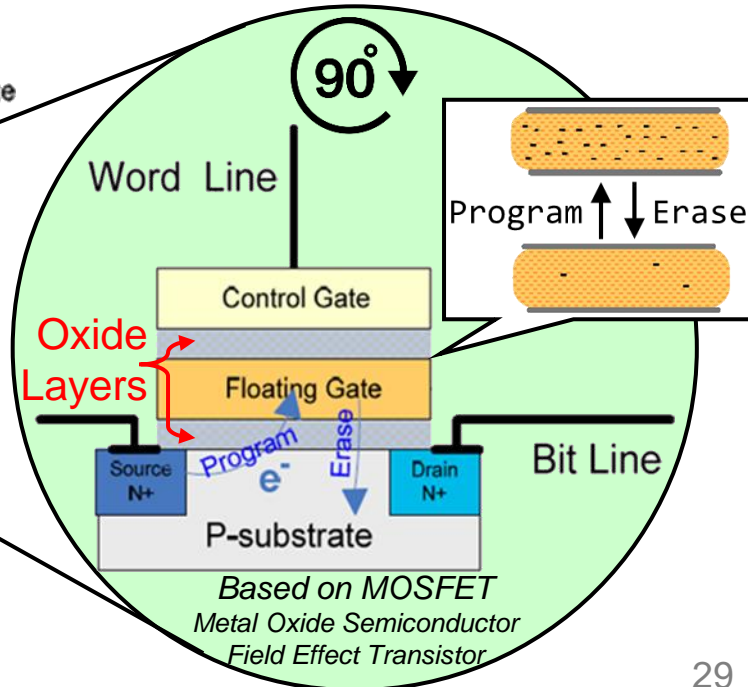 90°
Word Line
Program
Erase
Control Gate
Oxide
Layers
Floating Gate
Program
Erase
Source
N+
e-
Drain
N+
Bit Line
P-substrate
Based on MOSFET
Metal Oxide Semiconductor
Field Effect Transistor
29